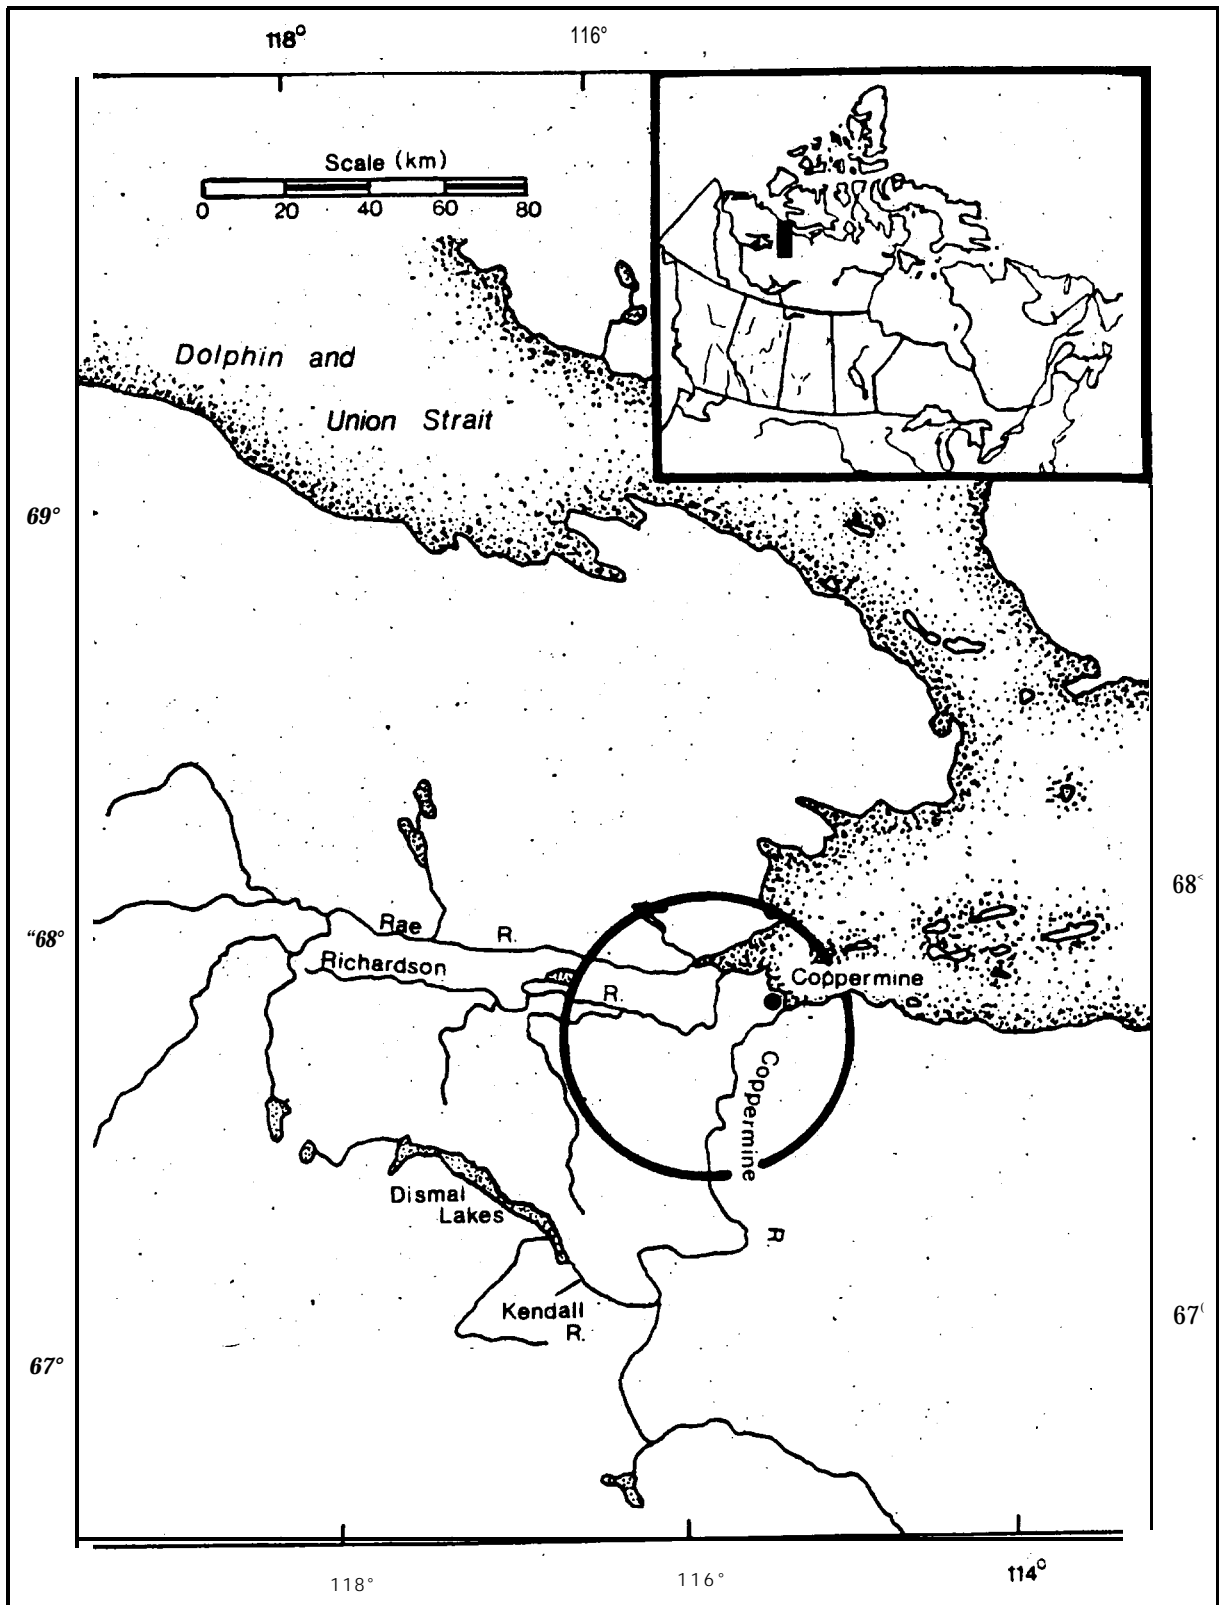 118°
116°
Scale (km)
0 20 40 60 80
Dolphin and
Union Strait
69°
68°
"68°
Rae R.
Richardson R.
Coppermine
Coppermine R.
Dismal
Lakes
Kendall
R.
67°
67°
118°
116°
114°